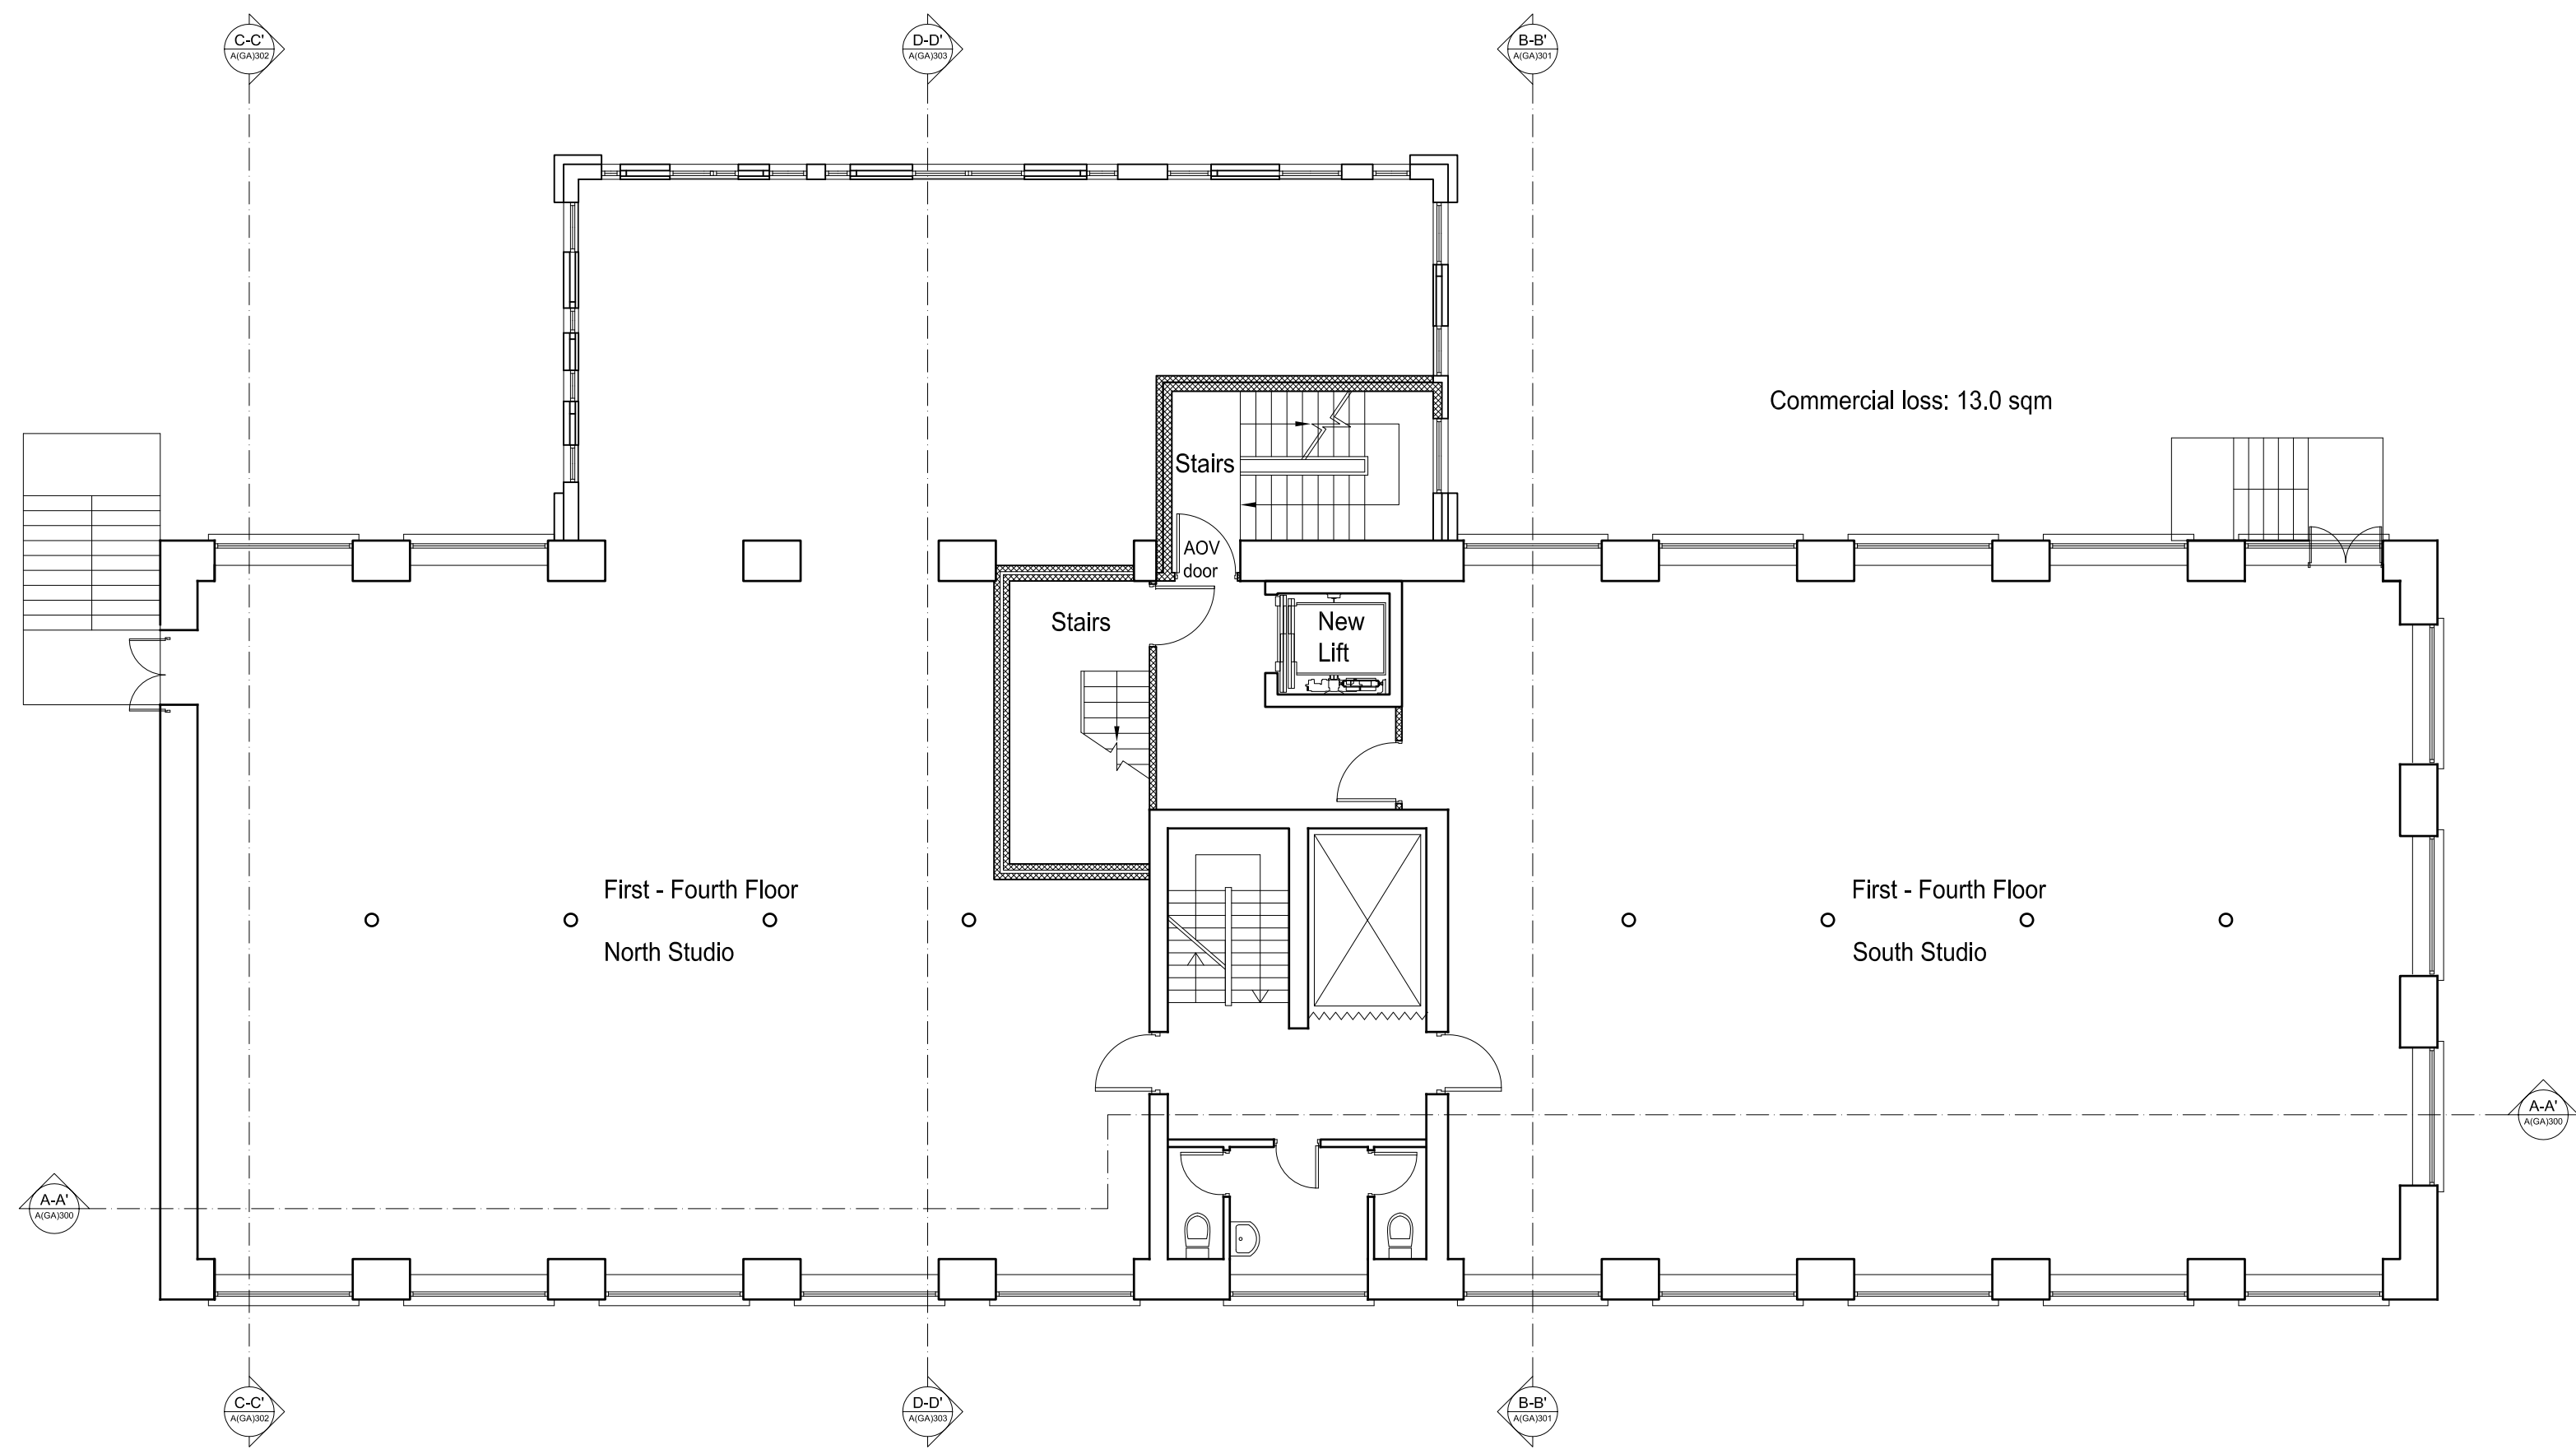 C-C'
A(GA)302
D-D'
A(GA)303
B-B'
A(GA)301
Commercial loss: 13.0 sqm
Stairs
AOV
door
Stairs
New
Lift
First - Fourth Floor
North Studio
First - Fourth Floor
South Studio
A-A'
A(GA)300
A-A'
A(GA)300
C-C'
A(GA)302
D-D'
A(GA)303
B-B'
A(GA)301